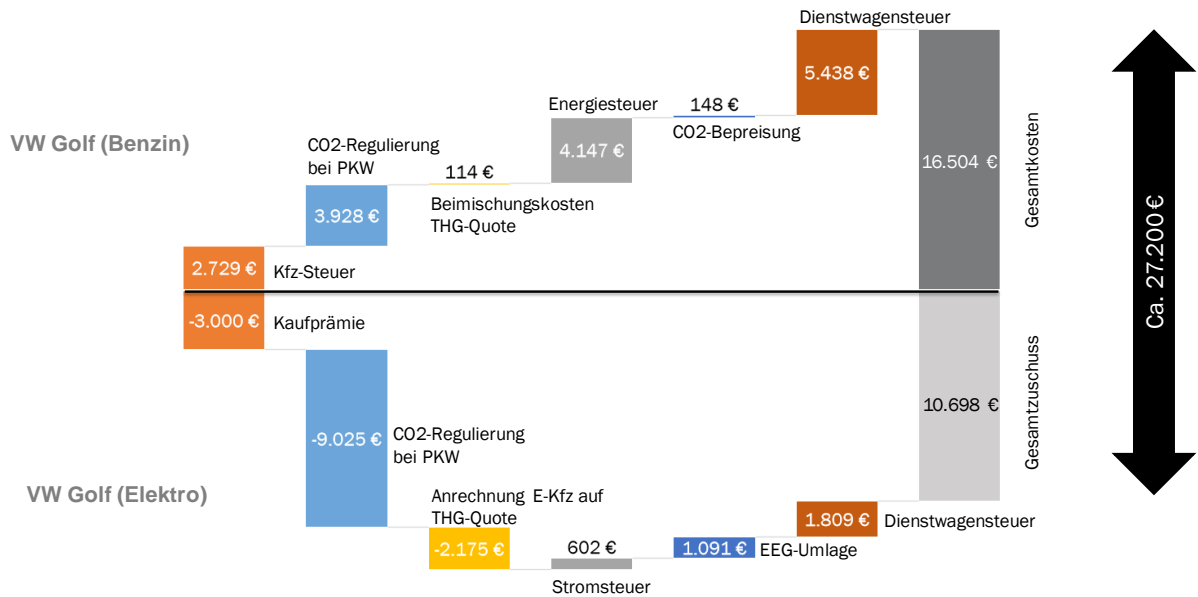 Dienstwagensteuer
5.438 €
Energiesteuer
148 €
CO2-Bepreisung
VW Golf (Benzin)
CO2-Regulierung
bei PKW
4.147 €
16.504 €
Gesamtkosten
114 €
Beimischungskosten
THG-Quote
3.928 €
2.729 €
Kfz-Steuer
Ca. 27.200 €
-3.000 €
Kaufprämie
Gesamtzuschuss
10.698 €
-9.025 €
CO2-Regulierung
bei PKW
VW Golf (Elektro)
Anrechnung E-Kfz auf
THG-Quote
1.809 €
Dienstwagensteuer
-2.175 €
602 €
1.091 €
EEG-Umlage
Stromsteuer